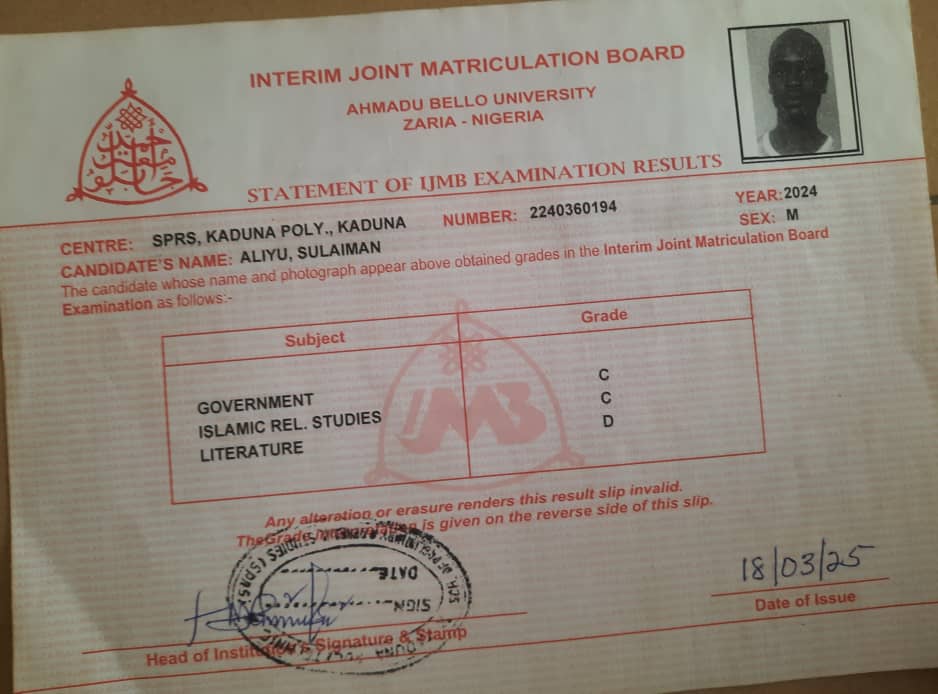 INTERIM JOINT MATRICULATION BOARD
AHMADU BELLO UNIVERSITY
ZARIA - NIGERIA
STATEMENT OF IJMB EXAMINATION RESULTS
CENTRE: SPRS, KADUNA POLY., KADUNA NUMBER: 2240360194 YEAR: 2024
CANDIDATE'S NAME: ALIYU, SULAIMAN SEX: M
The candidate whose name and photograph appear above obtained grades in the Interim Joint Matriculation Board
Examination as follows:-
Subject Grade
GOVERNMENT C
ISLAMIC REL. STUDIES C
LITERATURE D
IJMB
Any alteration or erasure renders this result slip invalid.
TheGrade is given on the reverse side of this slip.
STUDIES (SPRS)
DATE
SIGN
18/03/25
Date of Issue
Head of Institution's Signature & Stamp